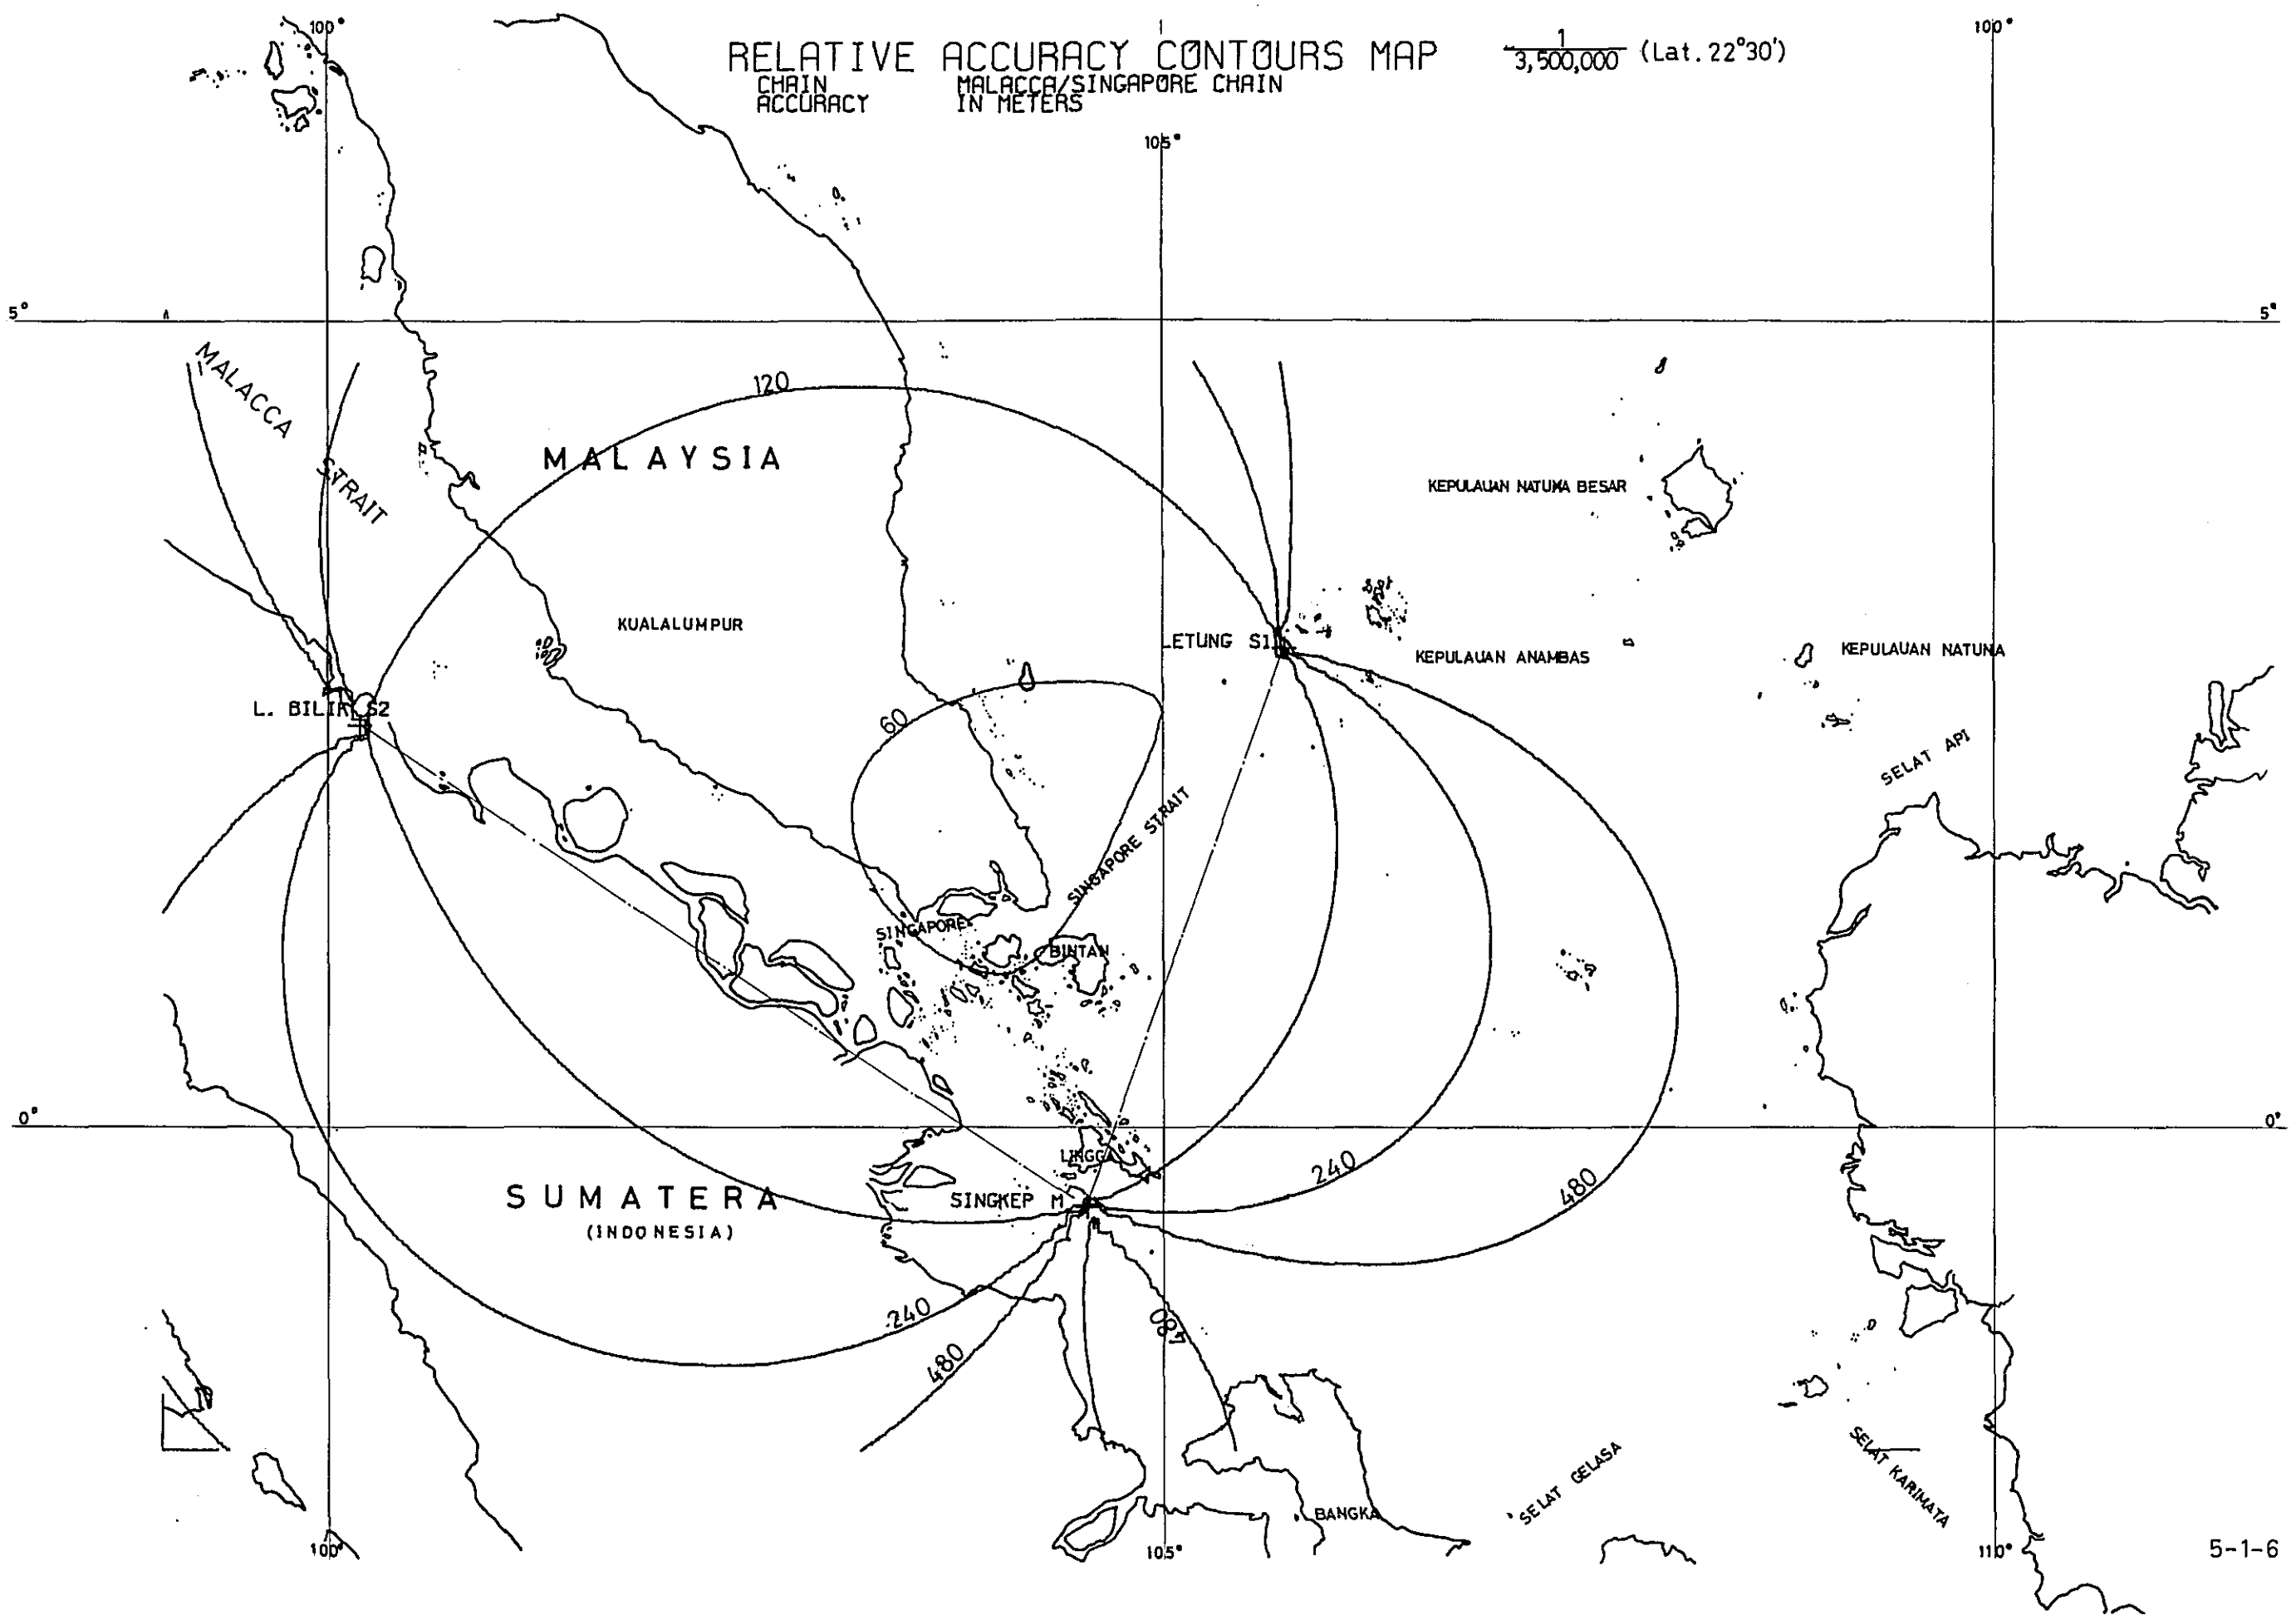 100°
1
100°
RELATIVE ACCURACY CONTOURS MAP
1
3,500,000 (Lat. 22°30')
CHAIN MALACCA/SINGAPORE CHAIN
ACCURACY IN METERS
105°
5°
5°
MALACCA
STRAIT
120
MALAYSIA
KEPULAUAN NATUNA BESAR
KUALALUMPUR
LETUNG S1
KEPULAUAN ANAMBAS
KEPULAUAN NATUNA
L. BILIK S2
60
SELAT API
SINGAPORE STRAIT
SINGAPORE
BINTAN
0°
0°
LINGGA
240
480
SUMATERA
(INDONESIA)
SINGKEP M
240
480
480
SELAT GELASA
SELAT KARIMATA
BANGKA
100°
105°
110°
5-1-6